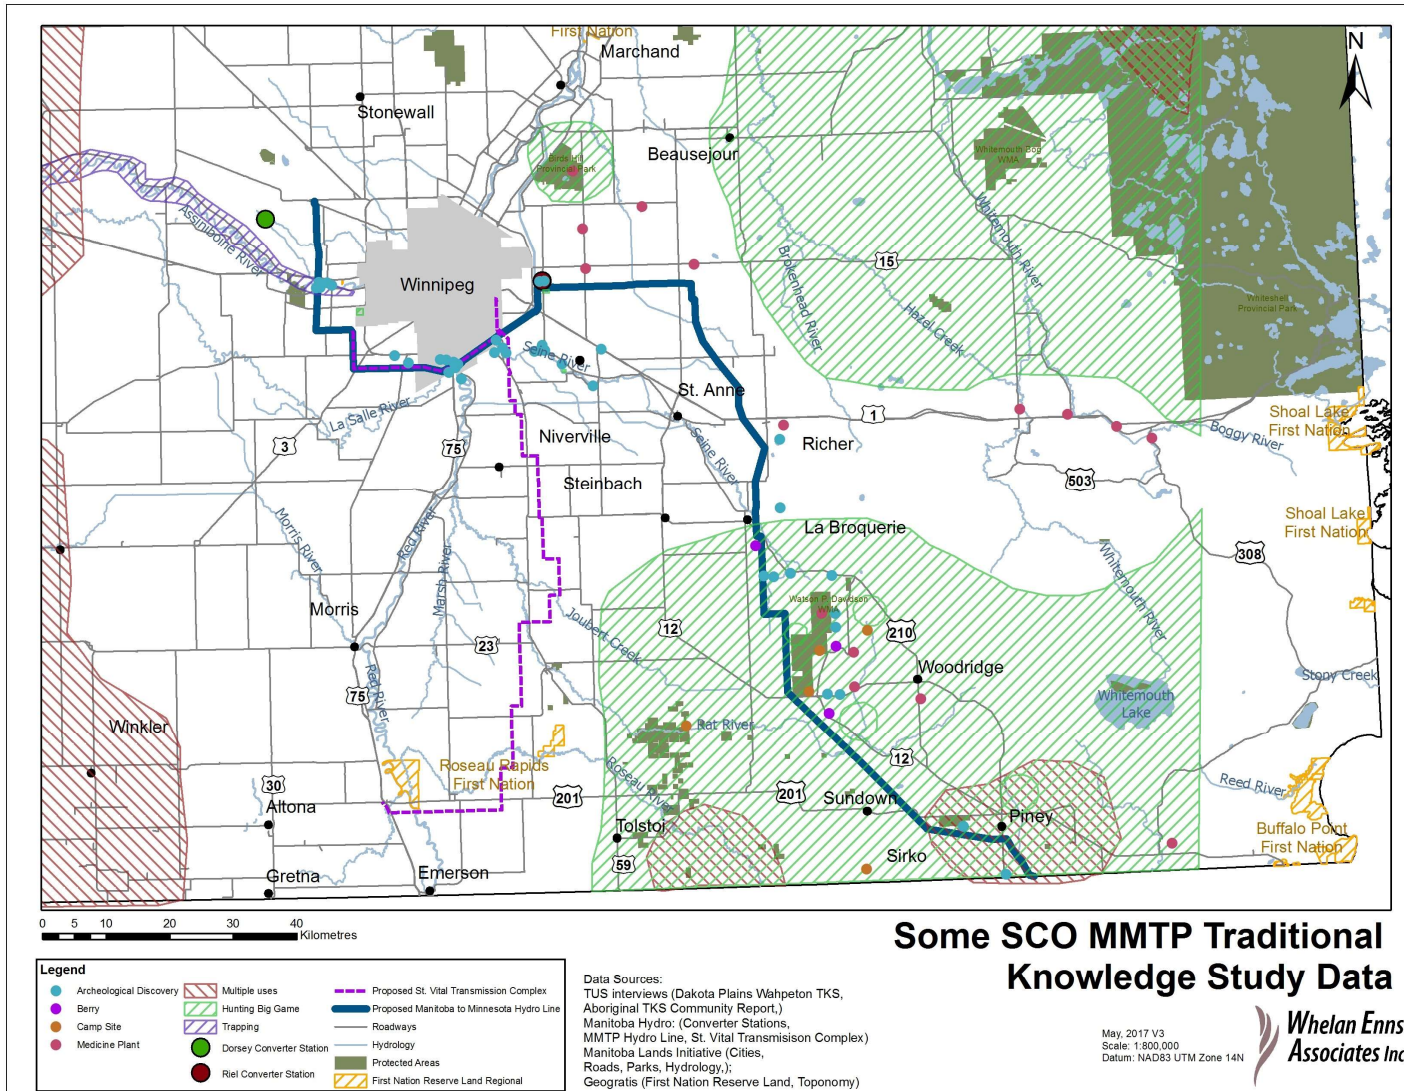 First Nation
Marchand
N
Stonewall
Birds Hill
Provincial Park
Beausejour
Whitemouth Bog
WMA
Assiniboine River
Whitemouth River
Brokenhead River
15
Winnipeg
Hazel Creek
Whiteshell
Provincial Park
Seine River
St. Anne
La Salle River
1
Shoal Lake
First Nation
Boggy River
3
75
Niverville
Seine River
Richer
Steinbach
503
Shoal Lake
First Nation
La Broquerie
Morris River
Red River
Marsh River
308
Whitemouth River
Watson P. Davidson
WMA
Morris
Joubert Creek
12
210
23
Woodridge
Stony Creek
75
Red River
Whitemouth
Lake
Winkler
Rat River
12
Roseau Rapids
First Nation
Roseau River
Reed River
30
201
201
Sundown
Altona
Piney
Tolstoi
Buffalo Point
First Nation
59
Sirko
Gretna
Emerson
0 5 10 20 30 40
Kilometres
Some SCO MMTP Traditional
Knowledge Study Data
Legend
Archeological Discovery
Berry
Camp Site
Medicine Plant
Multiple uses
Hunting Big Game
Trapping
Dorsey Converter Station
Riel Converter Station
Proposed St. Vital Transmission Complex
Proposed Manitoba to Minnesota Hydro Line
Roadways
Hydrology
Protected Areas
First Nation Reserve Land Regional
Data Sources:
TUS interviews (Dakota Plains Wahpeton TKS,
Aboriginal TKS Community Report,)
Manitoba Hydro: (Converter Stations,
MMTP Hydro Line, St. Vital Transmisison Complex)
Manitoba Lands Initiative (Cities,
Roads, Parks, Hydrology,);
Geogratis (First Nation Reserve Land, Toponomy)
May, 2017 V3
Scale: 1:800,000
Datum: NAD83 UTM Zone 14N
Whelan Enns
Associates Inc